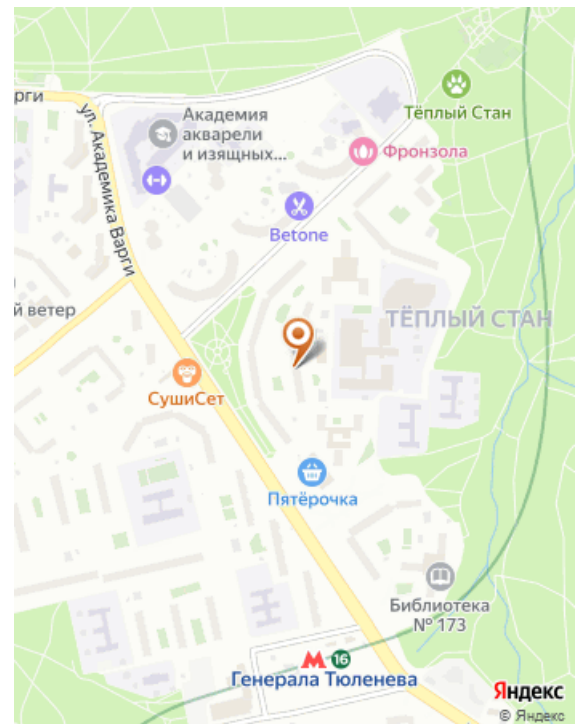 рги
ул. Академика Варги
Академия
акварели
и изящных...
Тёплый Стан
Фронзола
Betone
й ветер
ТЁПЛЫЙ СТАН
СушиСет
Пятёрочка
Библиотека
№ 173
М 16
Генерала Тюленева
Яндекс
© Яндекс